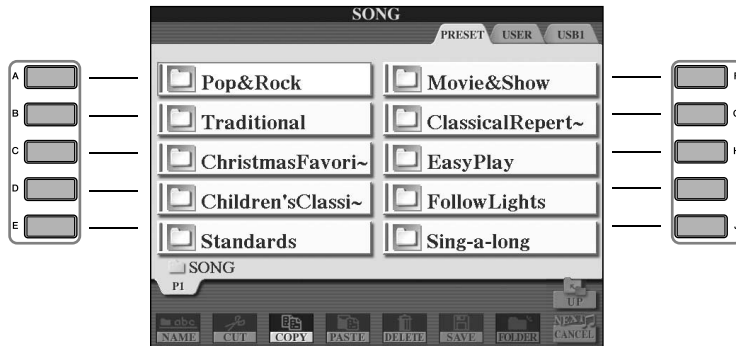 SONG
PRESET USER USB1
A Pop&Rock Movie&Show
B Traditional ClassicalRepert~
C ChristmasFavori~ EasyPlay
D Children'sClassi~ FollowLights
E Standards Sing-a-long
SONG
P1
UP
NAME CUT COPY PASTE DELETE SAVE FOLDER NEXT
CANCEL